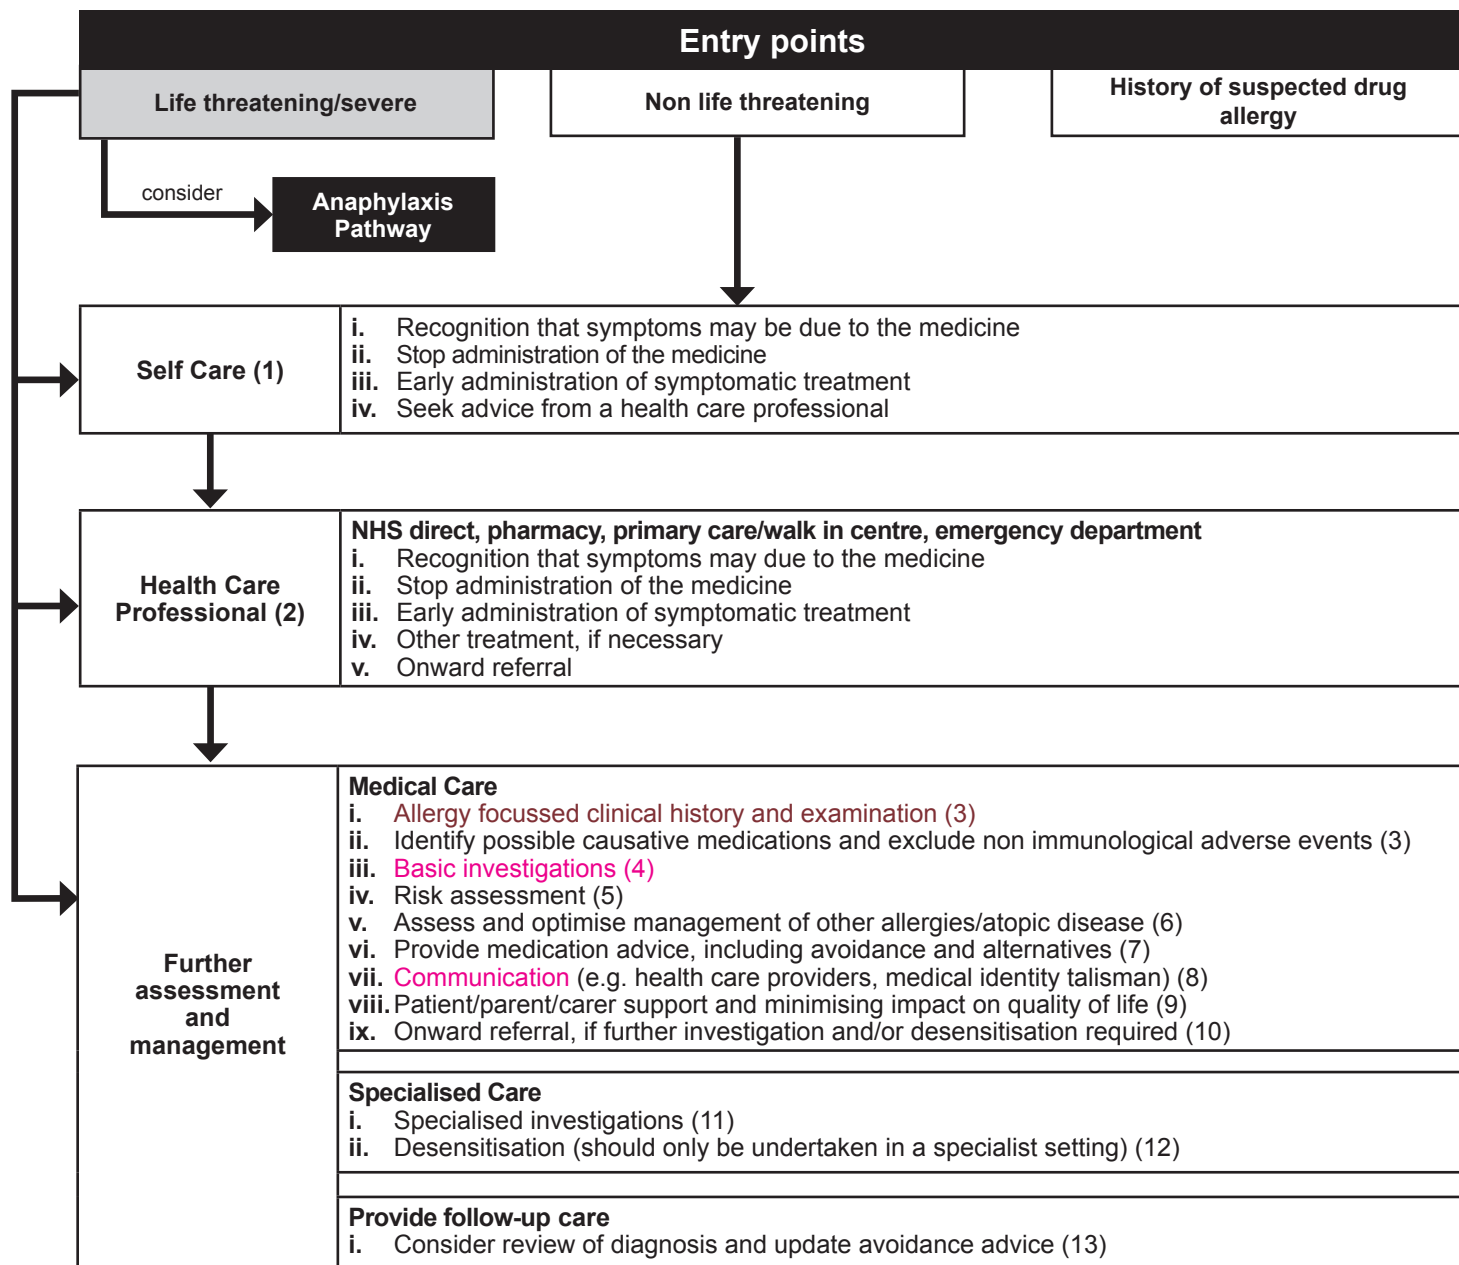 Entry points
Life threatening/severe
Non life threatening
History of suspected drug
allergy
consider
Anaphylaxis
Pathway
Self Care (1)
i. Recognition that symptoms may be due to the medicine
ii. Stop administration of the medicine
iii. Early administration of symptomatic treatment
iv. Seek advice from a health care professional
Health Care
Professional (2)
NHS direct, pharmacy, primary care/walk in centre, emergency department
i. Recognition that symptoms may due to the medicine
ii. Stop administration of the medicine
iii. Early administration of symptomatic treatment
iv. Other treatment, if necessary
v. Onward referral
Further
assessment
and
management
Medical Care
i. Allergy focussed clinical history and examination (3)
ii. Identify possible causative medications and exclude non immunological adverse events (3)
iii. Basic investigations (4)
iv. Risk assessment (5)
v. Assess and optimise management of other allergies/atopic disease (6)
vi. Provide medication advice, including avoidance and alternatives (7)
vii. Communication (e.g. health care providers, medical identity talisman) (8)
viii. Patient/parent/carer support and minimising impact on quality of life (9)
ix. Onward referral, if further investigation and/or desensitisation required (10)
Specialised Care
i. Specialised investigations (11)
ii. Desensitisation (should only be undertaken in a specialist setting) (12)
Provide follow-up care
i. Consider review of diagnosis and update avoidance advice (13)